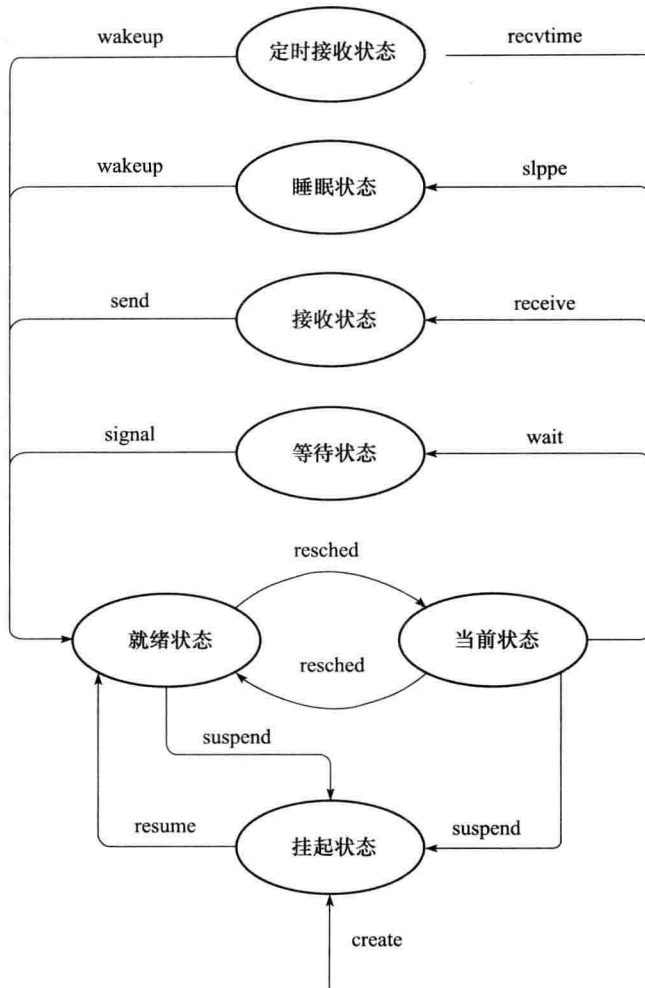 wakeup 定时接收状态 recvtime
wakeup 睡眠状态 slppe
send 接收状态 receive
signal 等待状态 wait
resched
就绪状态 当前状态
resched
suspend
resume 挂起状态 suspend
create